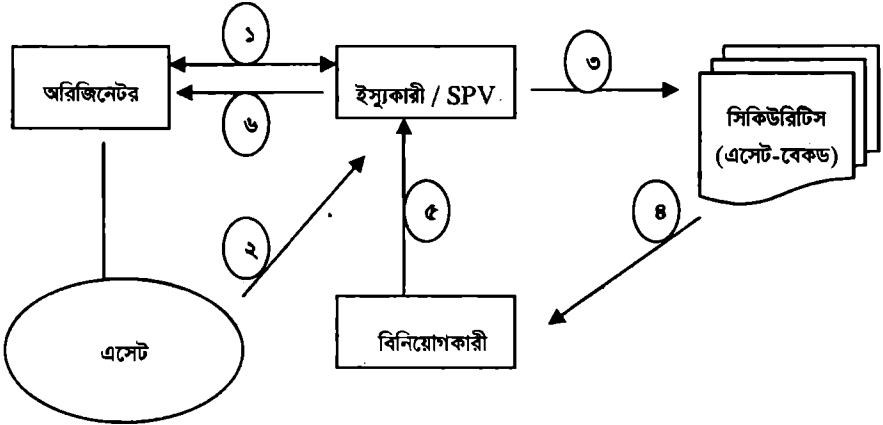 ১
অরিজিনেটর
ইস্যুকারী / SPV
৩
৬
সিকিউরিটিস
(এসেট-বেকড)
২
৫
৪
এসেট
বিনিয়োগকারী